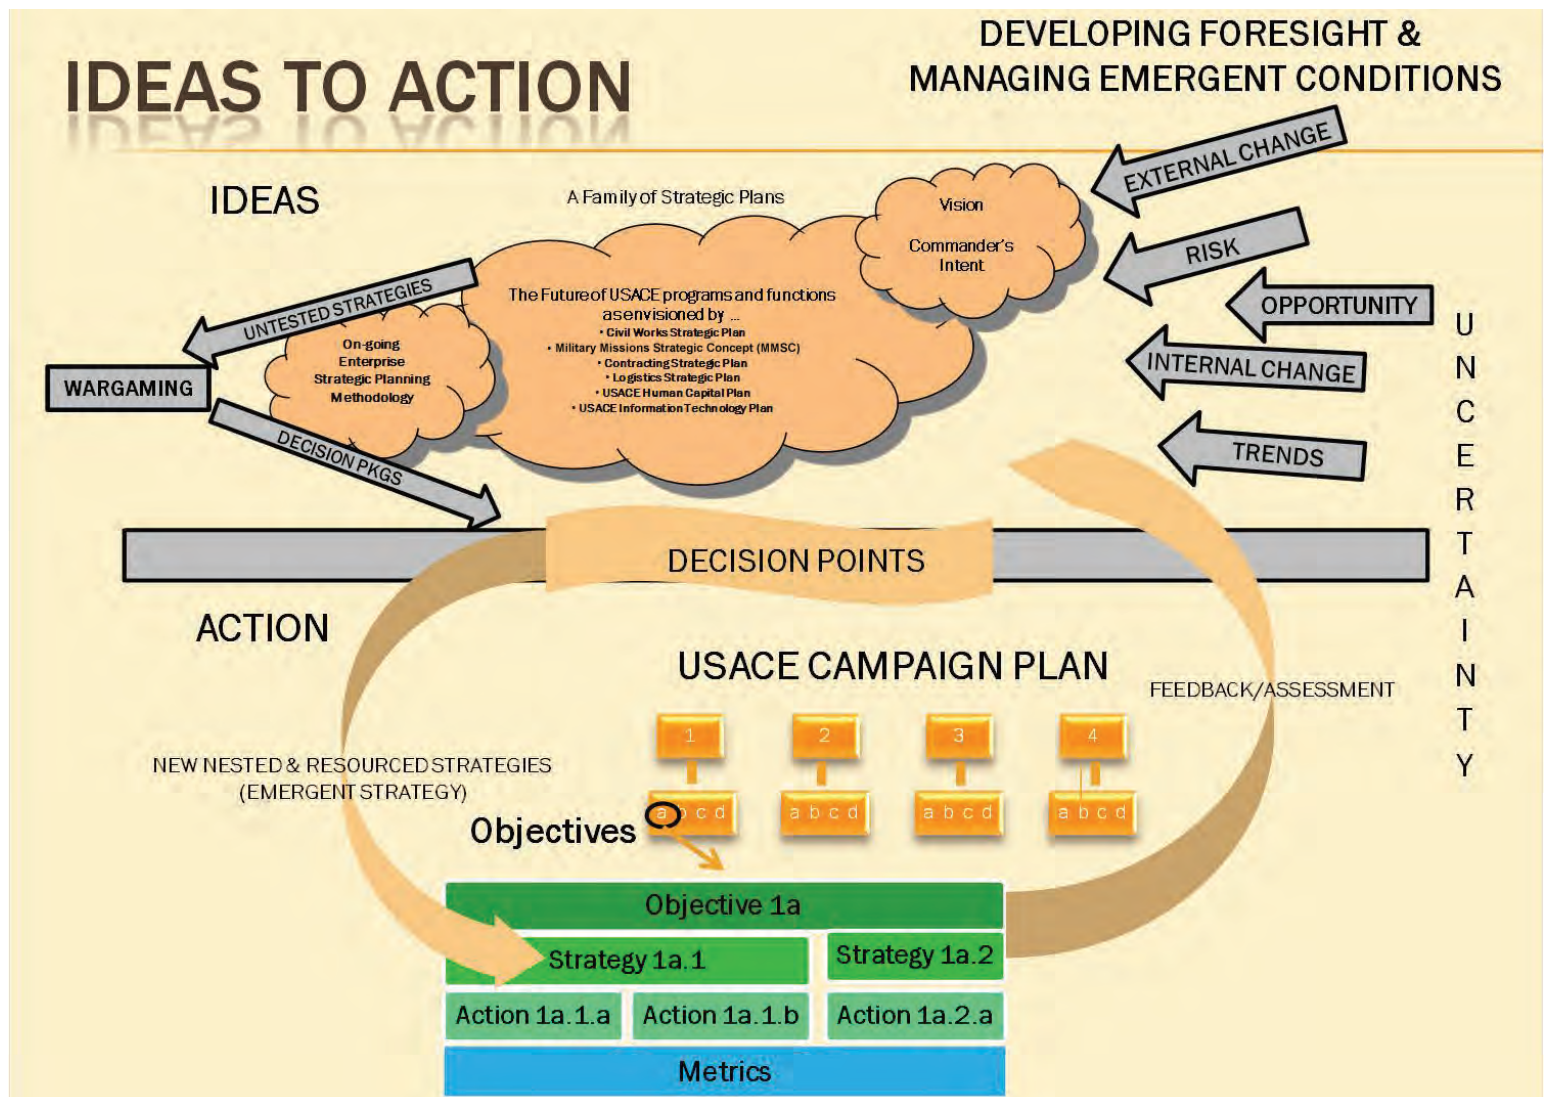 DEVELOPING FORESIGHT &
MANAGING EMERGENT CONDITIONS
IDEAS TO ACTION
EXTERNAL CHANGE
IDEAS
A Family of Strategic Plans
Vision
Commander's
Intent
RISK
UNTESTED STRATEGIES
The Future of USACE programs and functions
as envisioned by ...
• Civil Works Strategic Plan
• Military Missions Strategic Concept (MMSC)
• Contracting Strategic Plan
• Logistics Strategic Plan
• USACE Human Capital Plan
• USACE Information Technology Plan
OPPORTUNITY
On-going
Enterprise
Strategic Planning
Methodology
INTERNAL CHANGE
WARGAMING
DECISION PKGS
TRENDS
UNCERTAINTY
DECISION POINTS
ACTION
USACE CAMPAIGN PLAN
FEEDBACK/ASSESSMENT
1 2 3 4
NEW NESTED & RESOURCED STRATEGIES
(EMERGENT STRATEGY)
a b c d a b c d a b c d a b c d
Objectives
Objective 1a
Strategy 1a.1 Strategy 1a.2
Action 1a.1.a Action 1a.1.b Action 1a.2.a
Metrics